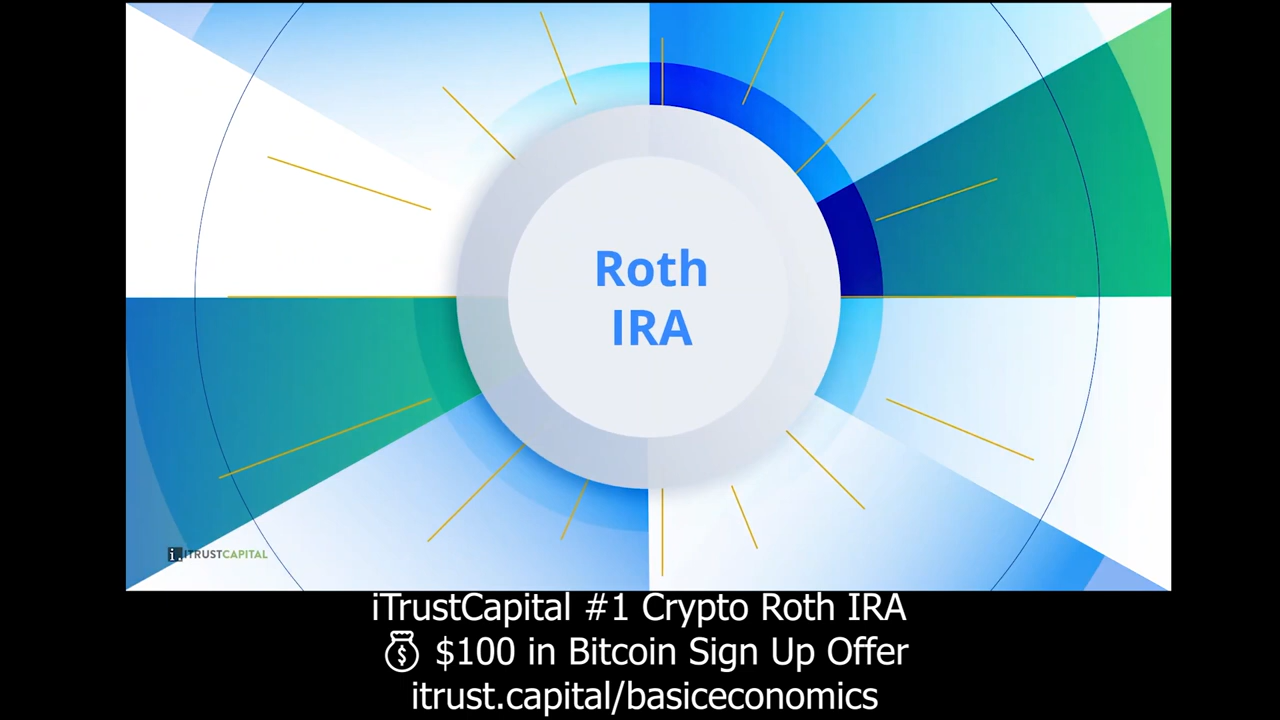 Roth
IRA
i. ITRUSTCAPITAL
iTrustCapital #1 Crypto Roth IRA
💰 $100 in Bitcoin Sign Up Offer
itrust.capital/basiceconomics